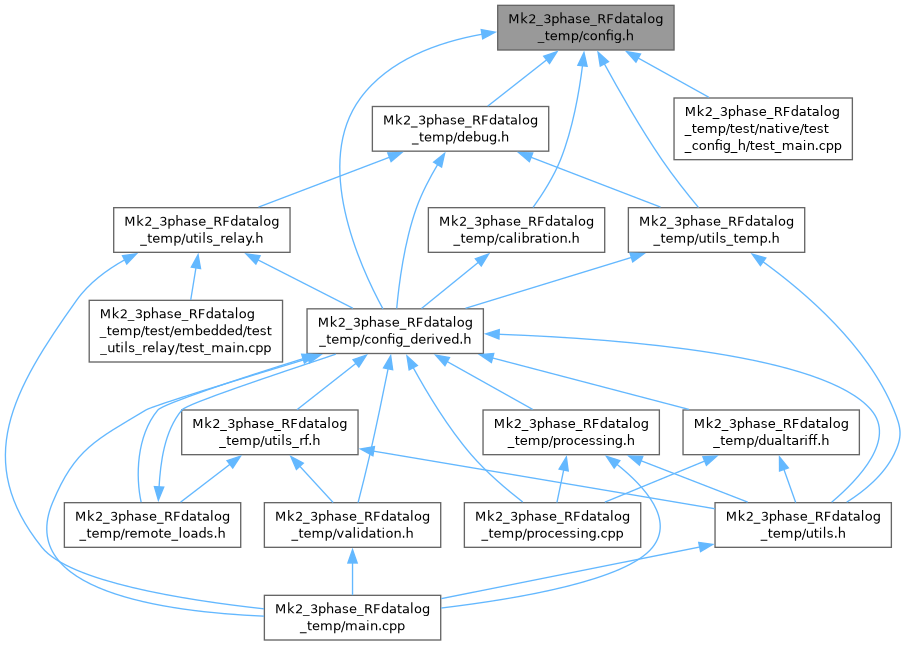 Mk2_3phase_RFdatalog
_temp/config.h
Mk2_3phase_RFdatalog
_temp/debug.h
Mk2_3phase_RFdatalog
_temp/test/native/test
_config_h/test_main.cpp
Mk2_3phase_RFdatalog
_temp/utils_relay.h
Mk2_3phase_RFdatalog
_temp/calibration.h
Mk2_3phase_RFdatalog
_temp/utils_temp.h
Mk2_3phase_RFdatalog
_temp/test/embedded/test
_utils_relay/test_main.cpp
Mk2_3phase_RFdatalog
_temp/config_derived.h
Mk2_3phase_RFdatalog
_temp/utils_rf.h
Mk2_3phase_RFdatalog
_temp/processing.h
Mk2_3phase_RFdatalog
_temp/dualtariff.h
Mk2_3phase_RFdatalog
_temp/remote_loads.h
Mk2_3phase_RFdatalog
_temp/validation.h
Mk2_3phase_RFdatalog
_temp/processing.cpp
Mk2_3phase_RFdatalog
_temp/utils.h
Mk2_3phase_RFdatalog
_temp/main.cpp